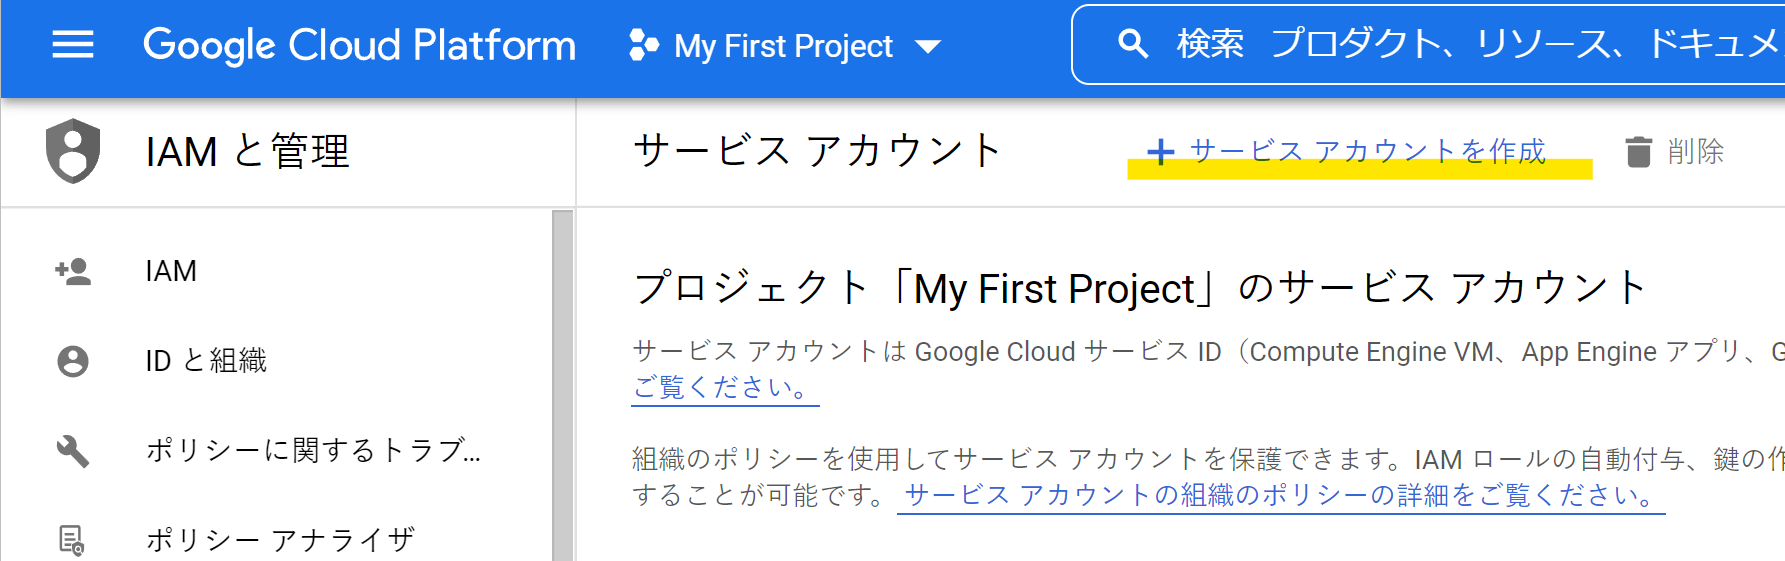 Google Cloud Platform My First Project 検索 プロダクト、リソース、ドキュメ
IAM と管理
サービス アカウント
サービス アカウントを作成
削除
IAM
ID と組織
ポリシーに関するトラブ...
ポリシー アナライザ
プロジェクト「My First Project」のサービス アカウント
サービス アカウントは Google Cloud サービス ID（Compute Engine VM、App Engine アプリ、G
ご覧ください。
組織のポリシーを使用してサービス アカウントを保護できます。IAM ロールの自動付与、鍵の作
することが可能です。 サービス アカウントの組織のポリシーの詳細をご覧ください。